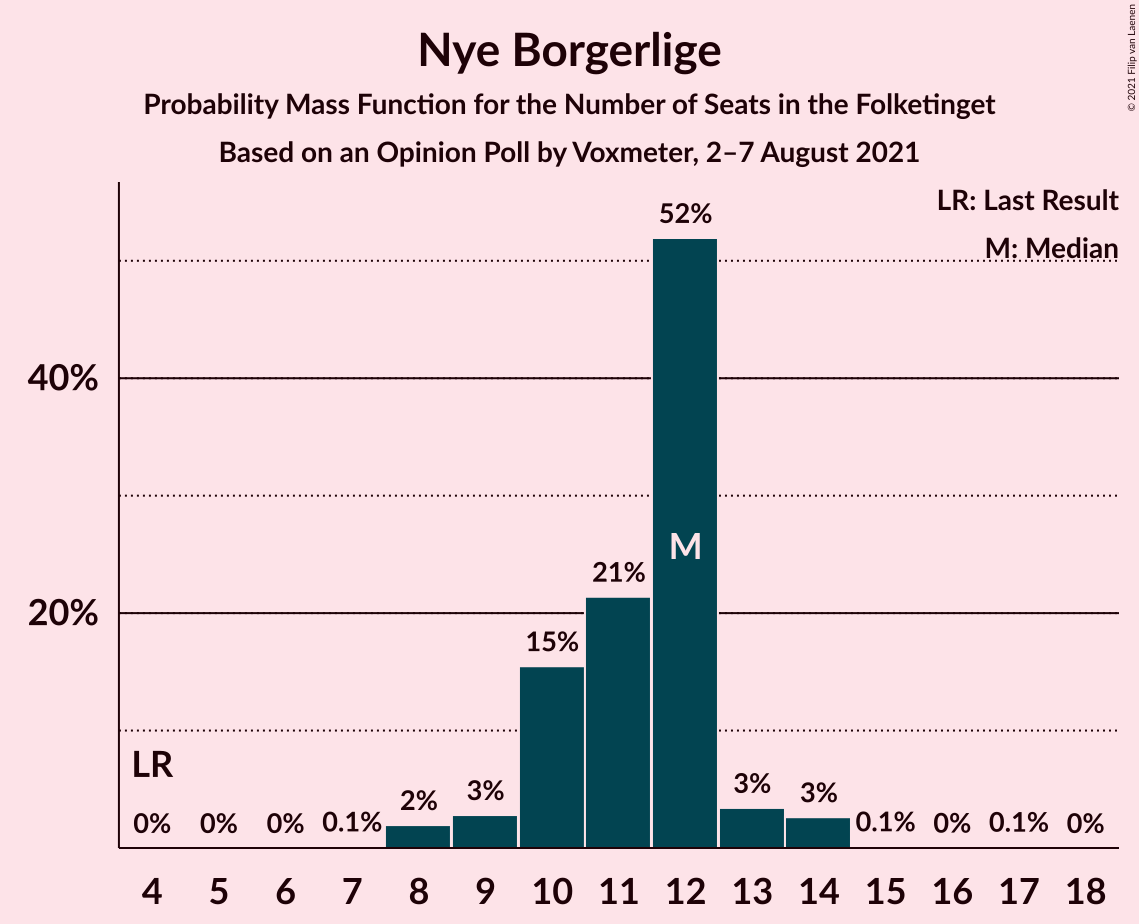 Nye Borgerlige
Probability Mass Function for the Number of Seats in the Folketinget
Based on an Opinion Poll by Voxmeter, 2–7 August 2021
© 2021 Filip van Laenen
LR: Last Result
M: Median
52%
40%
M
21%
20%
15%
LR
0%
0%
0%
0.1%
2%
3%
3%
3%
0.1%
0%
0.1%
0%
4 5 6 7 8 9 10 11 12 13 14 15 16 17 18